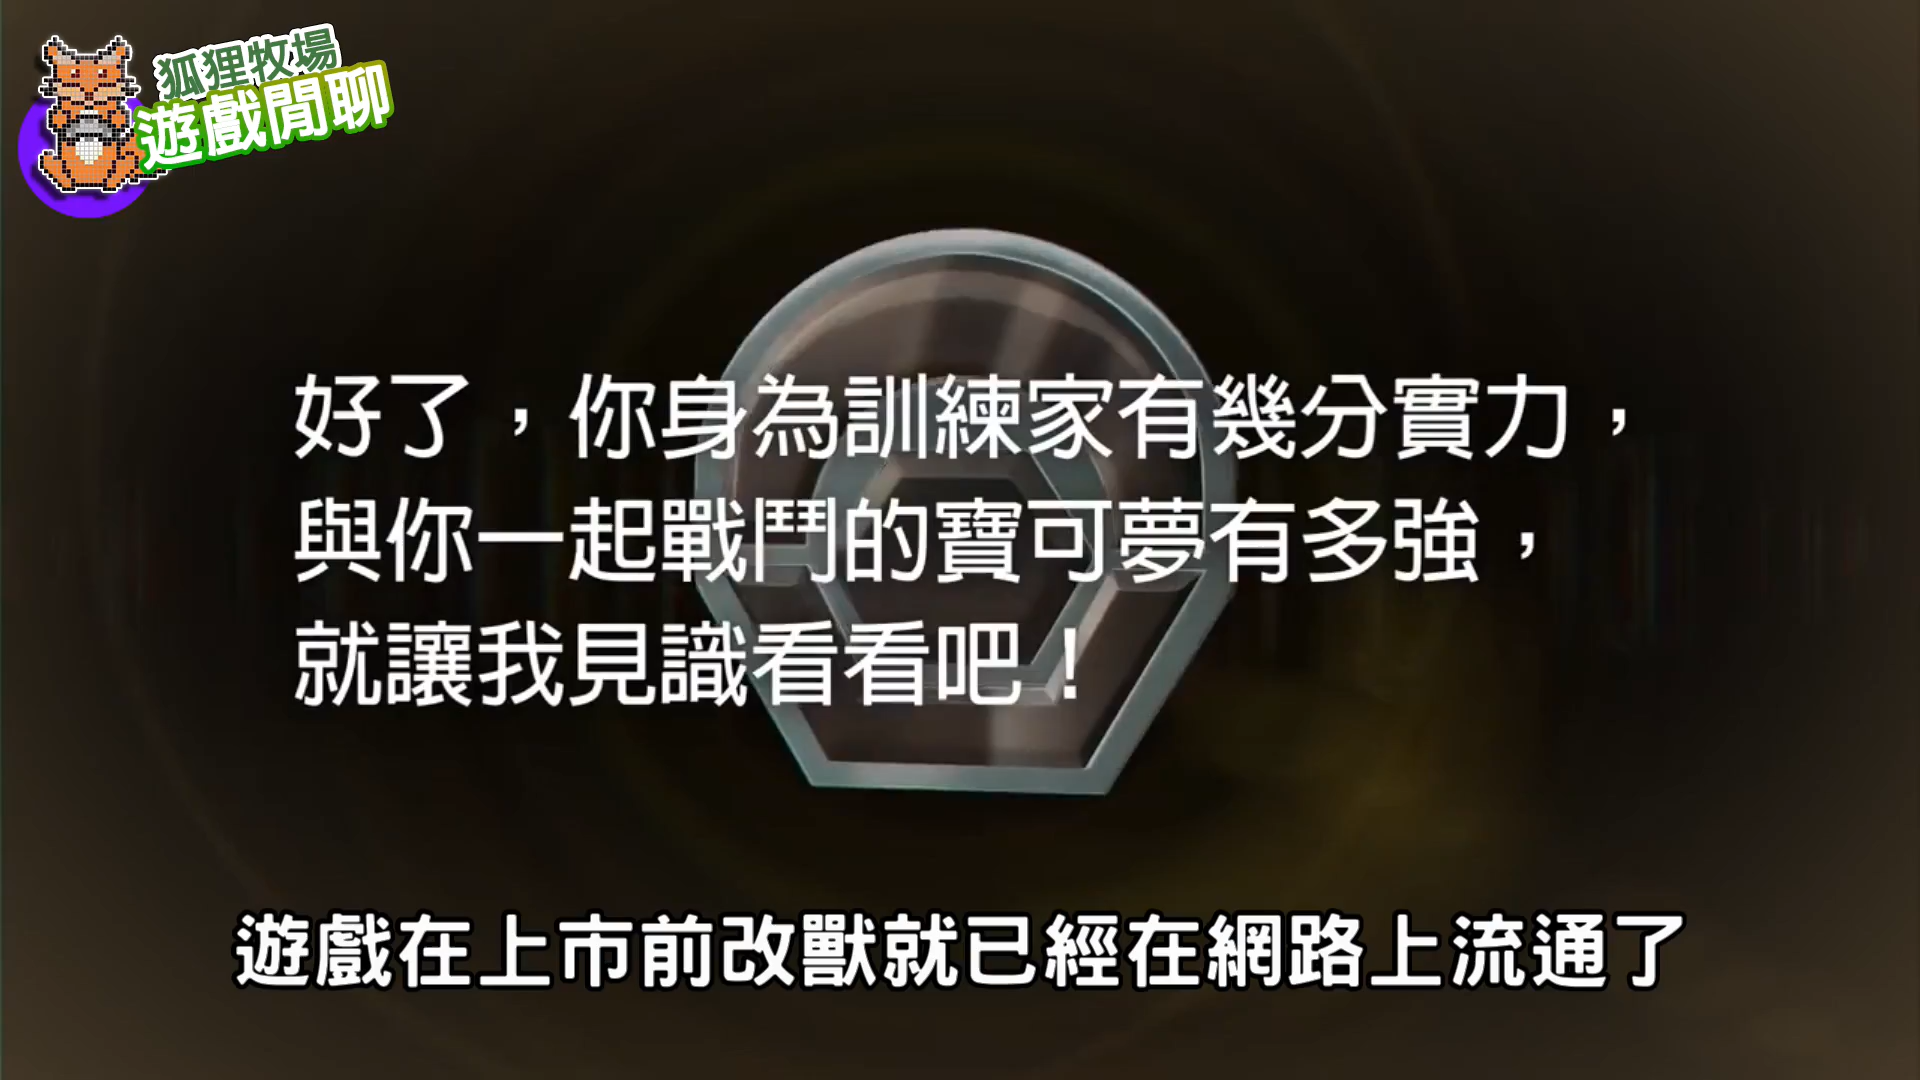 狐狸牧場
遊戲閒聊
好了，你身為訓練家有幾分實力，
與你一起戰鬥的寶可夢有多強，
就讓我見識看看吧！
遊戲在上市前改獸就已經在網路上流通了